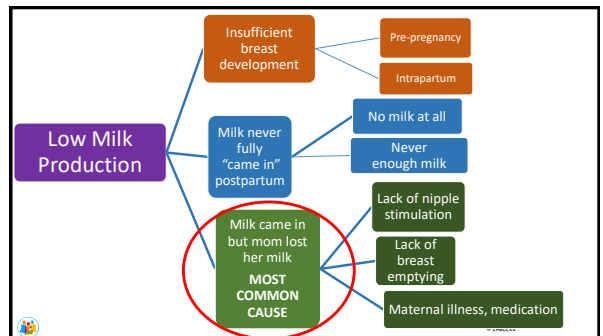 Low Milk
Production
Insufficient
breast
development
Pre-pregnancy
Intrapartum
Milk never
fully
“came in”
postpartum
No milk at all
Never
enough milk
Milk came in
but mom lost
her milk
MOST
COMMON
CAUSE
Lack of nipple
stimulation
Lack of
breast
emptying
Maternal illness, medication